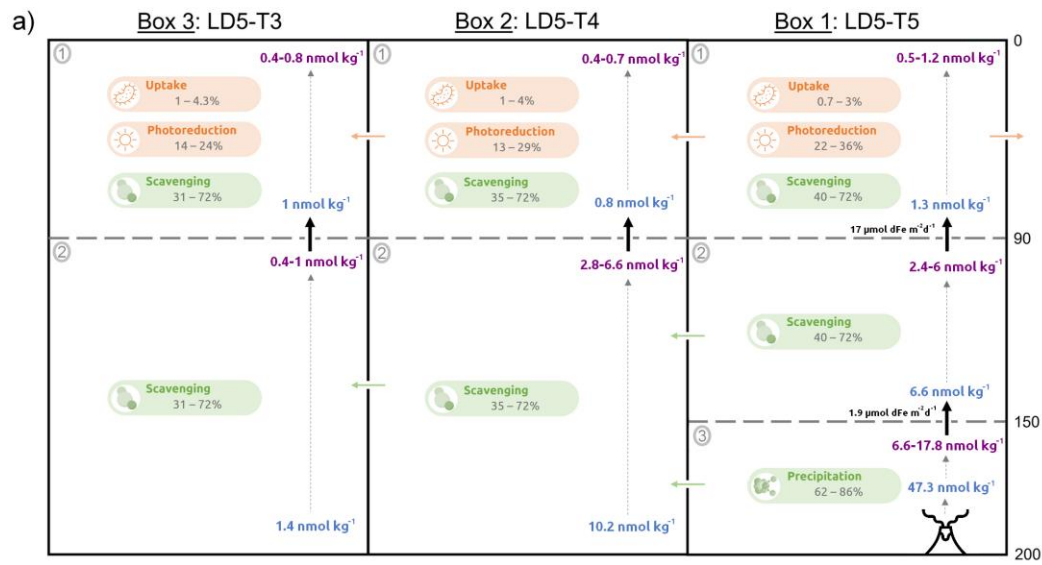 a)
Box 3: LD5-T3
Box 2: LD5-T4
Box 1: LD5-T5
1
0.4-0.8 nmol kg⁻¹
Uptake
1 – 4.3%
Photoreduction
14 – 24%
Scavenging
31 – 72%
1 nmol kg⁻¹
2
0.4-1 nmol kg⁻¹
Scavenging
31 – 72%
1.4 nmol kg⁻¹
1
0.4-0.7 nmol kg⁻¹
Uptake
1 – 4%
Photoreduction
13 – 29%
Scavenging
35 – 72%
0.8 nmol kg⁻¹
2
2.8-6.6 nmol kg⁻¹
Scavenging
35 – 72%
10.2 nmol kg⁻¹
1
0.5-1.2 nmol kg⁻¹
Uptake
0.7 – 3%
Photoreduction
22 – 36%
Scavenging
40 – 72%
1.3 nmol kg⁻¹
17 µmol dFe m⁻²d⁻¹
2
2.4-6 nmol kg⁻¹
Scavenging
40 – 72%
6.6 nmol kg⁻¹
1.9 µmol dFe m⁻²d⁻¹
3
6.6-17.8 nmol kg⁻¹
Precipitation
62 – 86%
47.3 nmol kg⁻¹
0
90
150
200